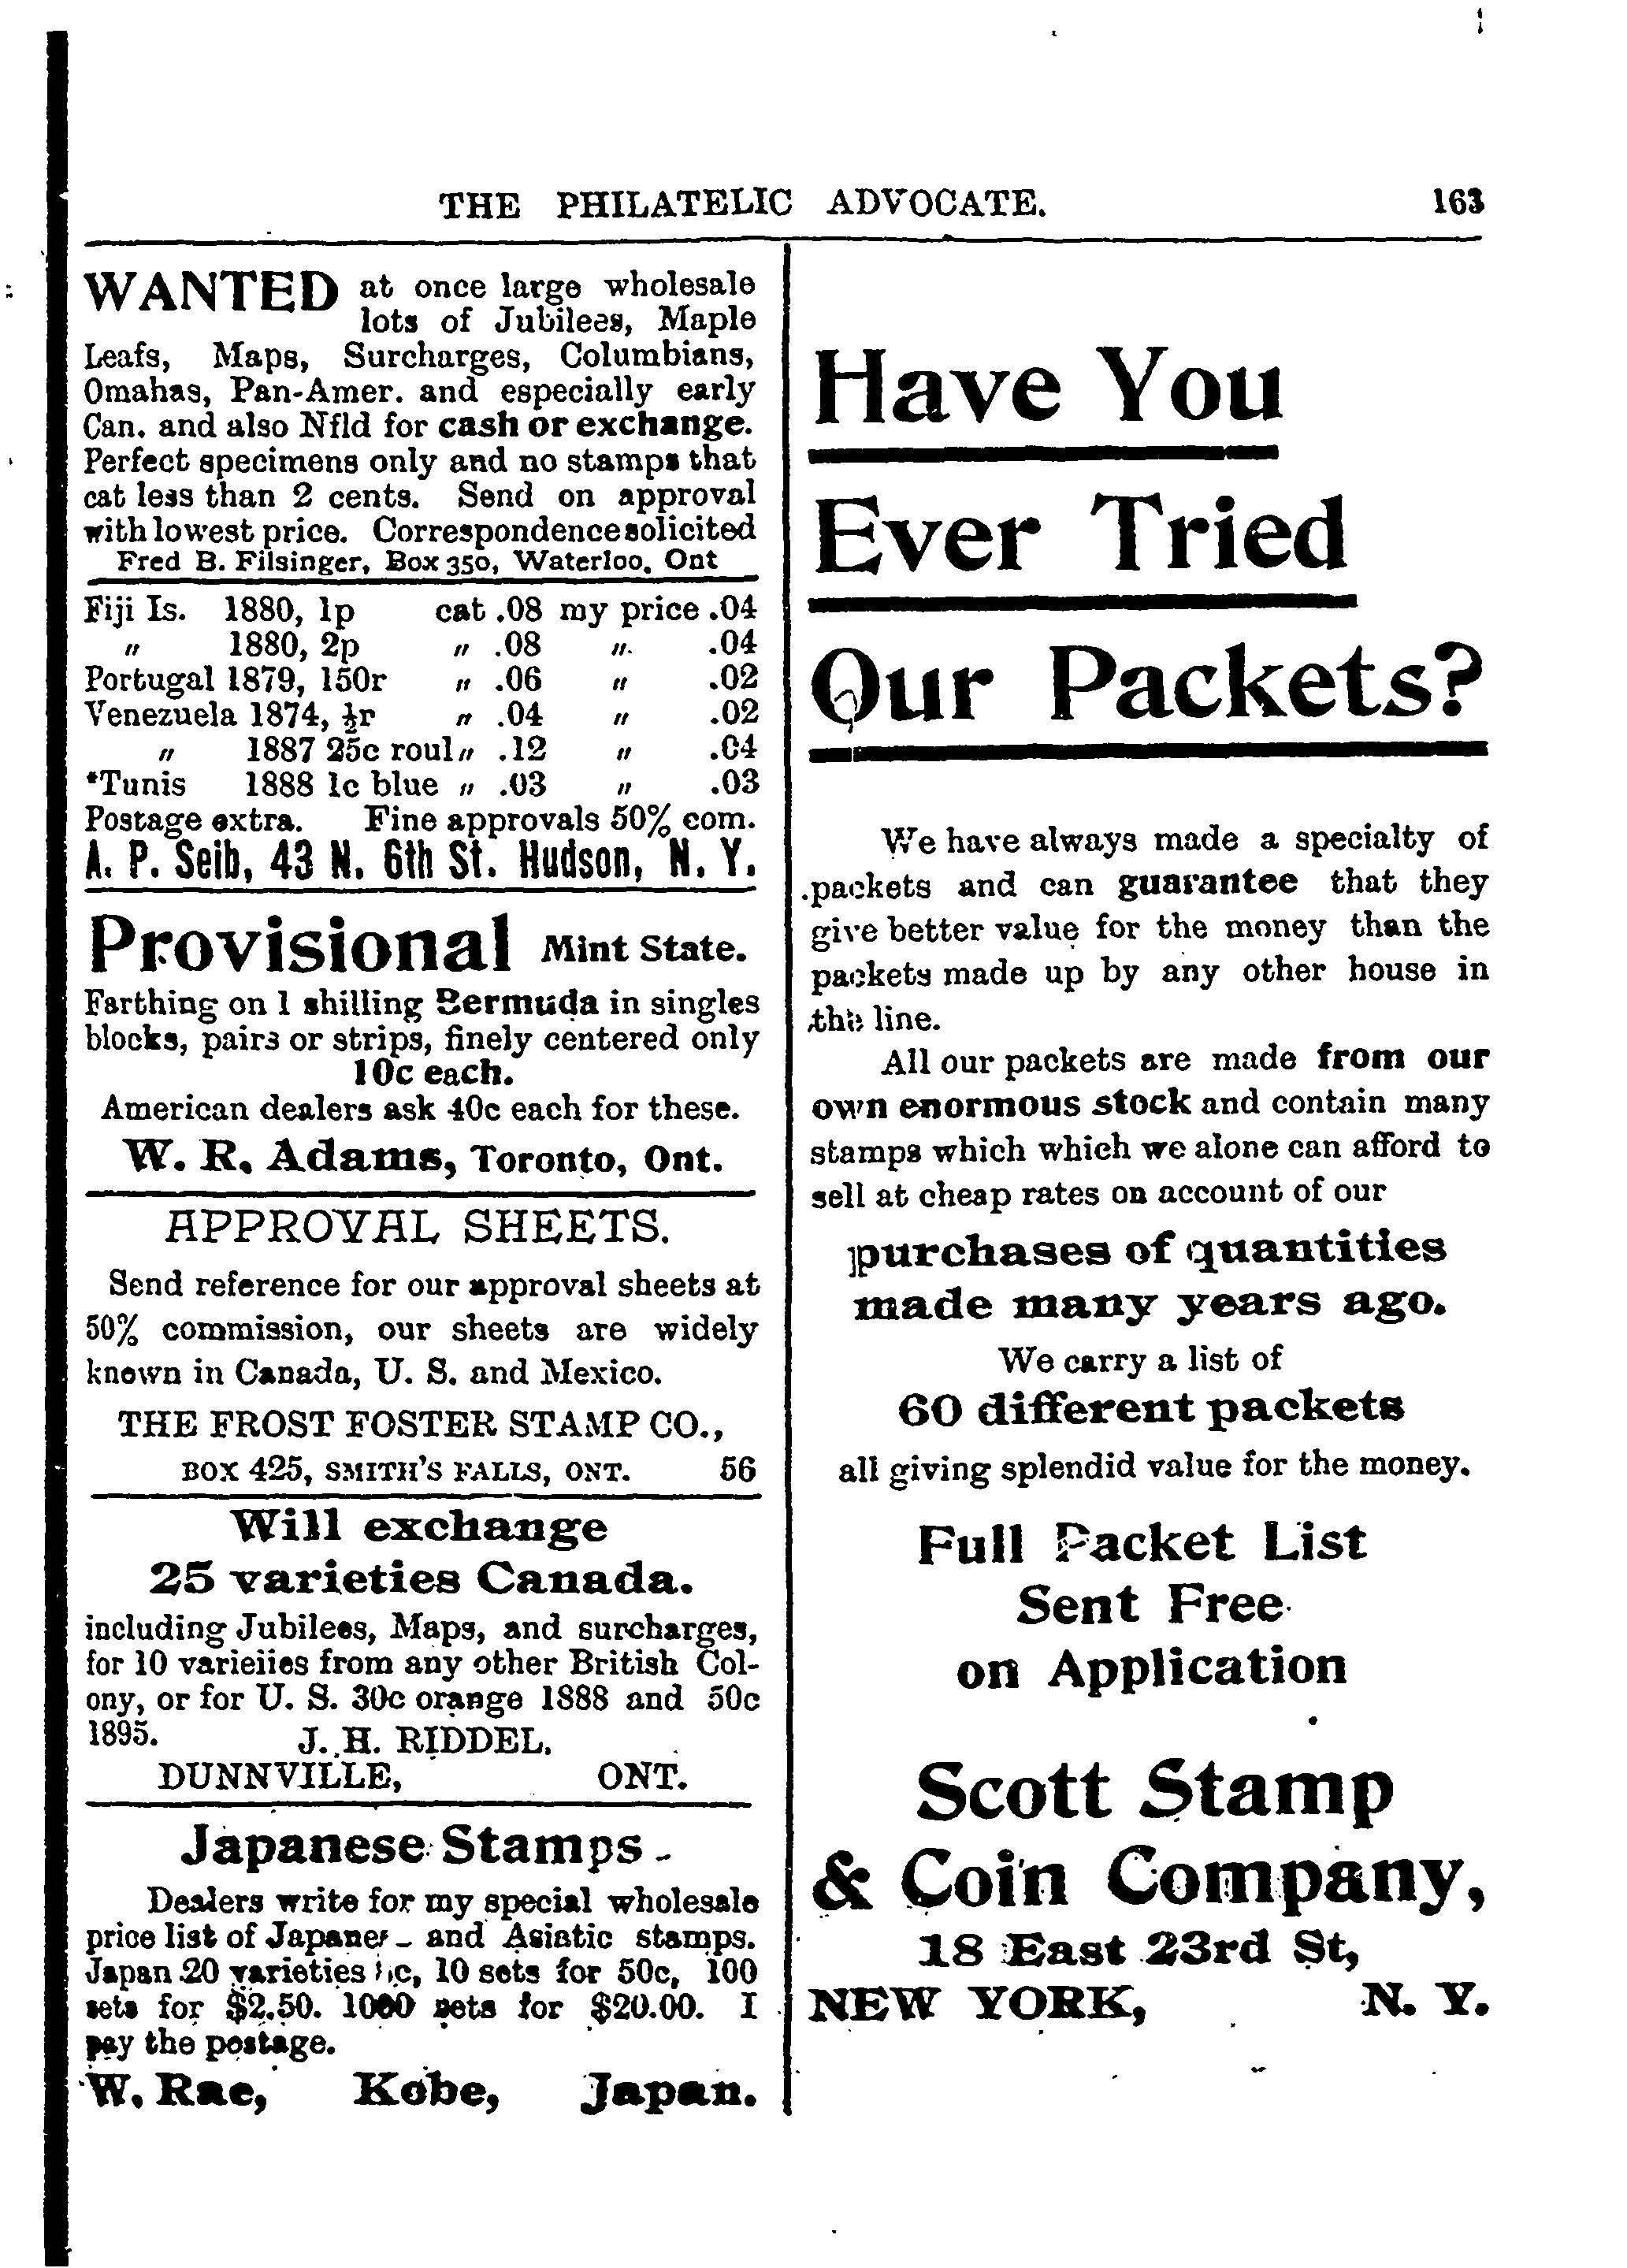 THE PHILATELIC ADVOCATE. 163
WANTED at once large wholesale
lots of Jubilees, Maple
Leafs, Maps, Surcharges, Columbians,
Omahas, Pan-Amer. and especially early
Can. and also Nfld for cash or exchange.
Perfect specimens only and no stamps that
cat less than 2 cents. Send on approval
with lowest price. Correspondence solicited
Fred B. Filsinger, Box 350, Waterloo. Ont
Fiji Is. 1880, 1p cat .08 my price .04
" 1880, 2p " .08 " .04
Portugal 1879, 150r " .06 " .02
Venezuela 1874, ½r " .04 " .02
" 1887 25c roul " .12 " .04
*Tunis 1888 1c blue " .03 " .03
Postage extra. Fine approvals 50% com.
A. P. Seib, 43 N. 6th St. Hudson, N. Y.
Provisional Mint State.
Farthing on 1 shilling Bermuda in singles
blocks, pairs or strips, finely centered only
10c each.
American dealers ask 40c each for these.
W. R. Adams, Toronto, Ont.
APPROVAL SHEETS.
Send reference for our approval sheets at
50% commission, our sheets are widely
known in Canada, U. S. and Mexico.
THE FROST FOSTER STAMP CO.,
BOX 425, SMITH'S FALLS, ONT. 56
Will exchange
25 varieties Canada.
including Jubilees, Maps, and surcharges,
for 10 varieiies from any other British Col-
ony, or for U. S. 30c orange 1888 and 50c
1895. J. H. RIDDEL.
DUNNVILLE, ONT.
Japanese Stamps
Dealers write for my special wholesale
price list of and Asiatic stamps.
Japan 20 varieties 10 sets for 50c, 100
sets for $2.50. 1000 sets for $20.00. I
pay the postage.
W. Rae, Kobe, Japan.
Have You
Ever Tried
Our Packets?
We have always made a specialty of
packets and can guarantee that they
give better value for the money than the
packets made up by any other house in
the line.
All our packets are made from our
own enormous stock and contain many
stamps which which we alone can afford to
sell at cheap rates on account of our
purchases of quantities
made many years ago.
We carry a list of
60 different packets
all giving splendid value for the money.
Full Packet List
Sent Free
on Application
Scott Stamp
& Coin Company,
18 East 23rd St,
NEW YORK, N. Y.